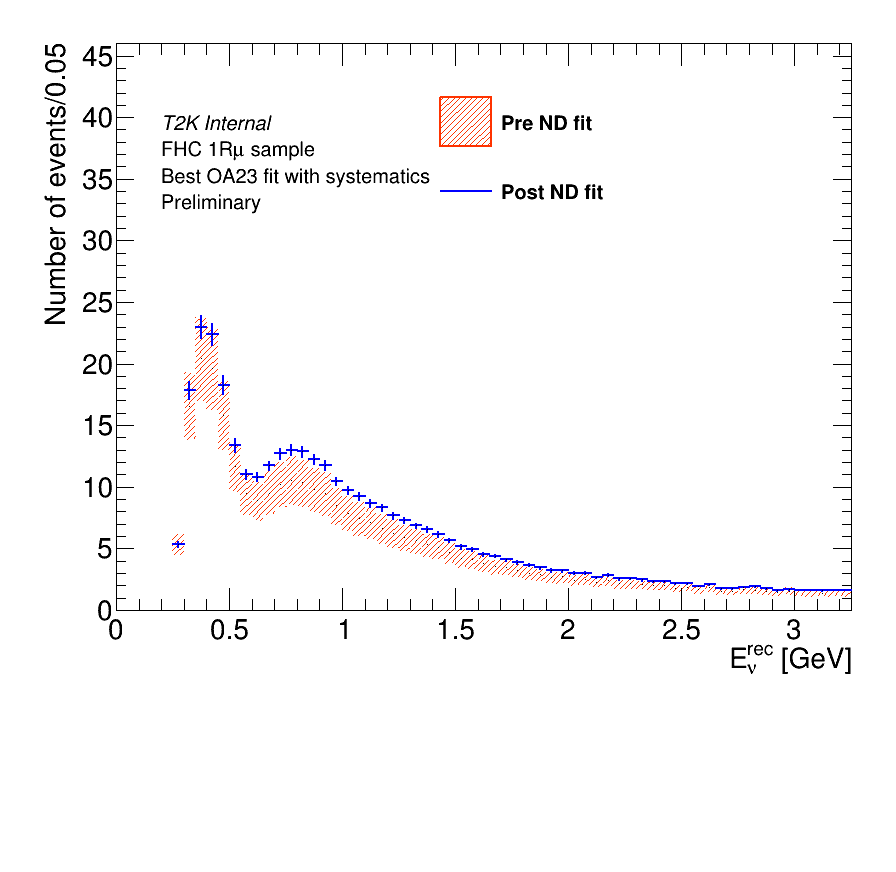 Number of events/0.05
45
40
35
30
25
20
15
10
5
0
T2K Internal
FHC 1Rμ sample
Best OA23 fit with systematics
Preliminary
Pre ND fit
Post ND fit
0 0.5 1 1.5 2 2.5 3
E_ν^rec [GeV]